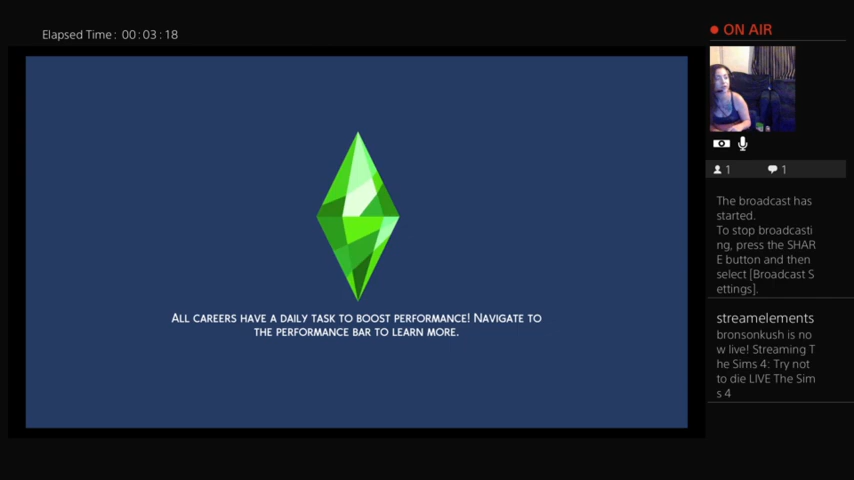 Elapsed Time: 00:03:18
ON AIR
1 1
The broadcast has
started.
To stop broadcasti
ng, press the SHAR
E button and then
select [Broadcast S
ettings].
streamelements
bronsonkush is no
w live! Streaming T
he Sims 4: Try not
to die LIVE The Sim
s 4
ALL CAREERS HAVE A DAILY TASK TO BOOST PERFORMANCE! NAVIGATE TO
THE PERFORMANCE BAR TO LEARN MORE.